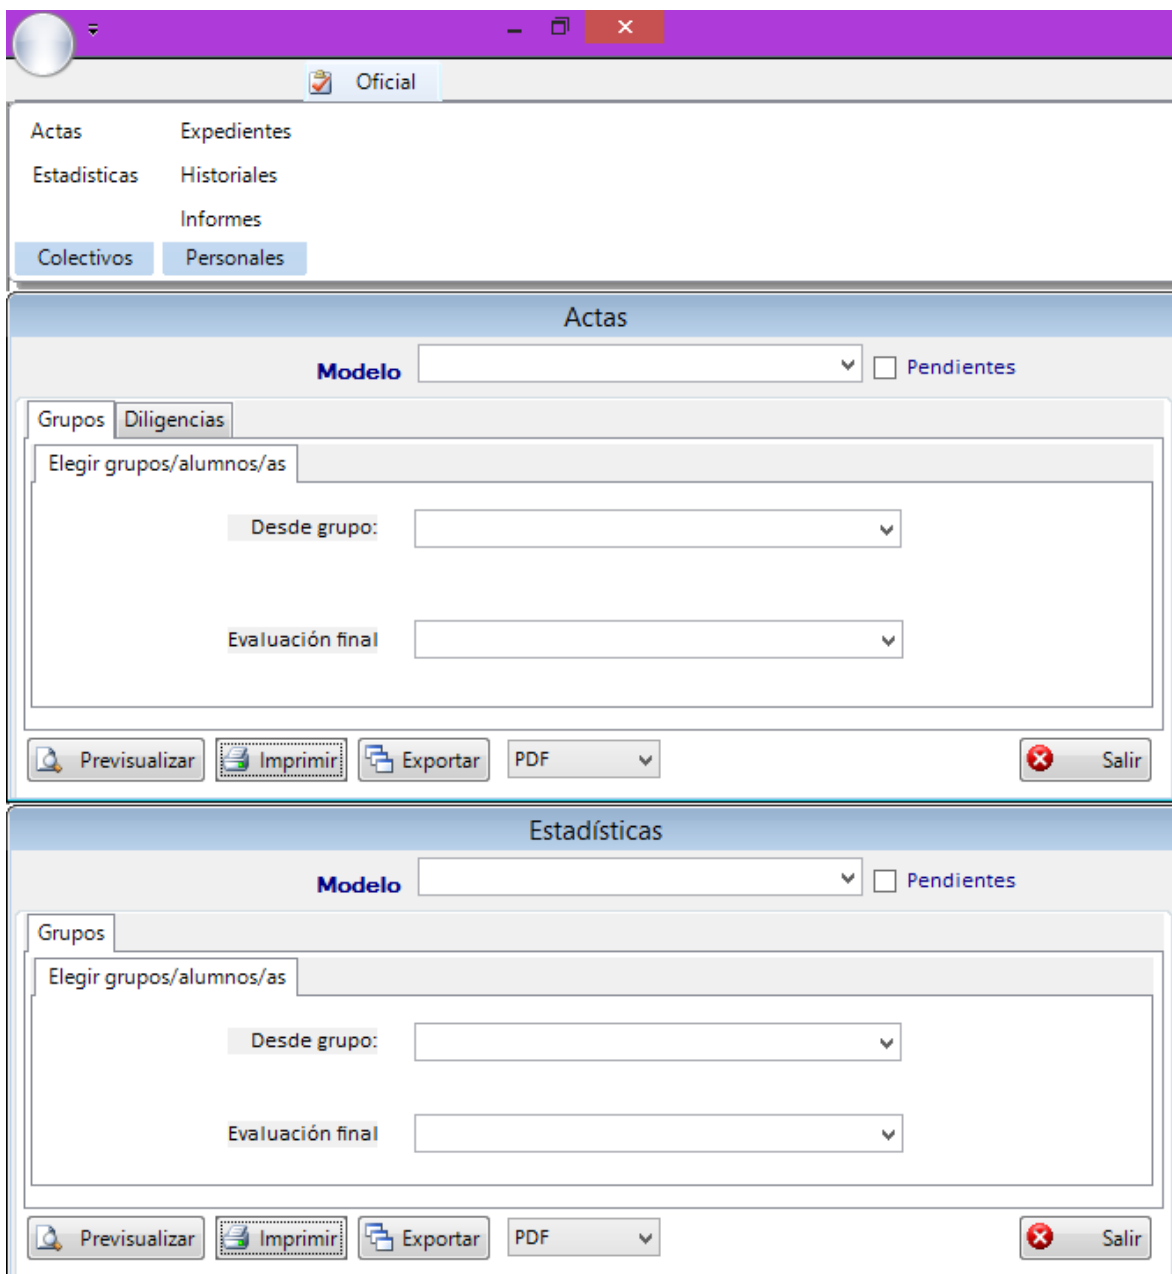 Oficial
Actas Expedientes
Estadisticas Historiales
Informes
Colectivos Personales
Actas
Modelo Pendientes
Grupos Diligencias
Elegir grupos/alumnos/as
Desde grupo:
Evaluación final
Previsualizar Imprimir Exportar PDF Salir
Estadísticas
Modelo Pendientes
Grupos
Elegir grupos/alumnos/as
Desde grupo:
Evaluación final
Previsualizar Imprimir Exportar PDF Salir